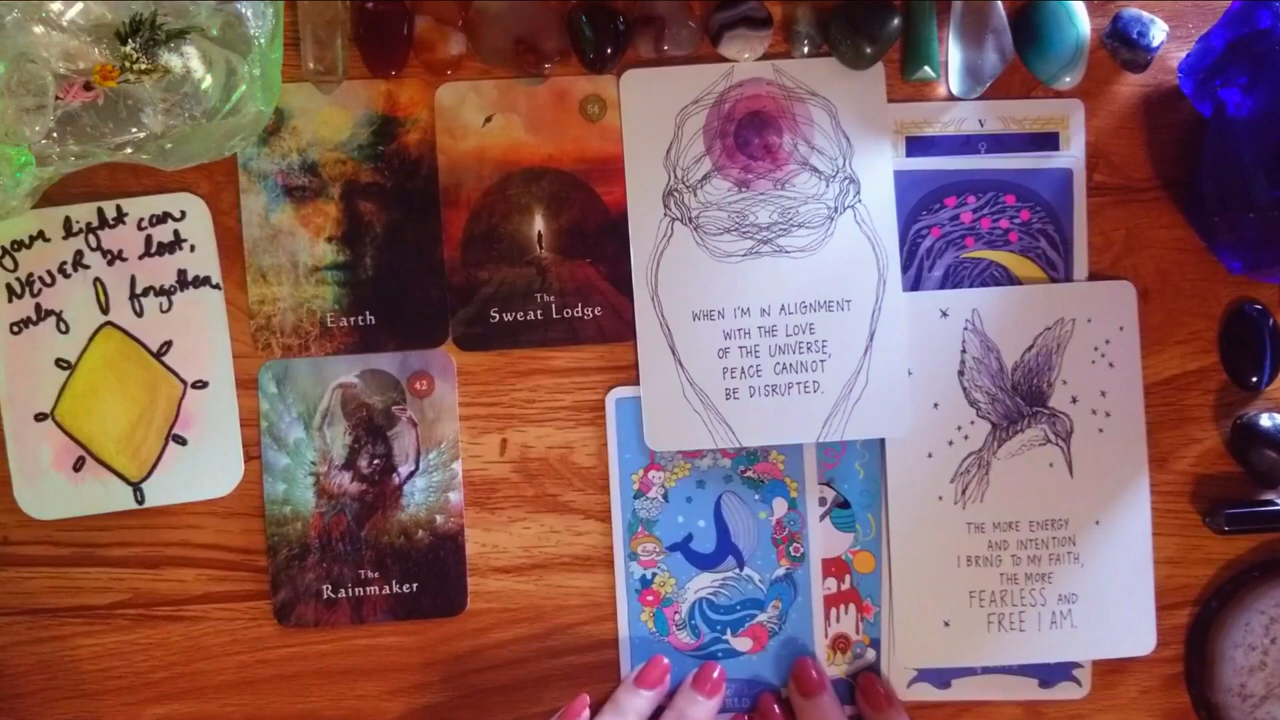 your light can
NEVER be lost,
only forgotten.
Earth
54
The
Sweat Lodge
42
The
Rainmaker
WHEN I'M IN ALIGNMENT
WITH THE LOVE
OF THE UNIVERSE,
PEACE CANNOT
BE DISRUPTED.
V
THE MORE ENERGY
AND INTENTION
I BRING TO MY FAITH,
THE MORE
FEARLESS AND
FREE I AM.